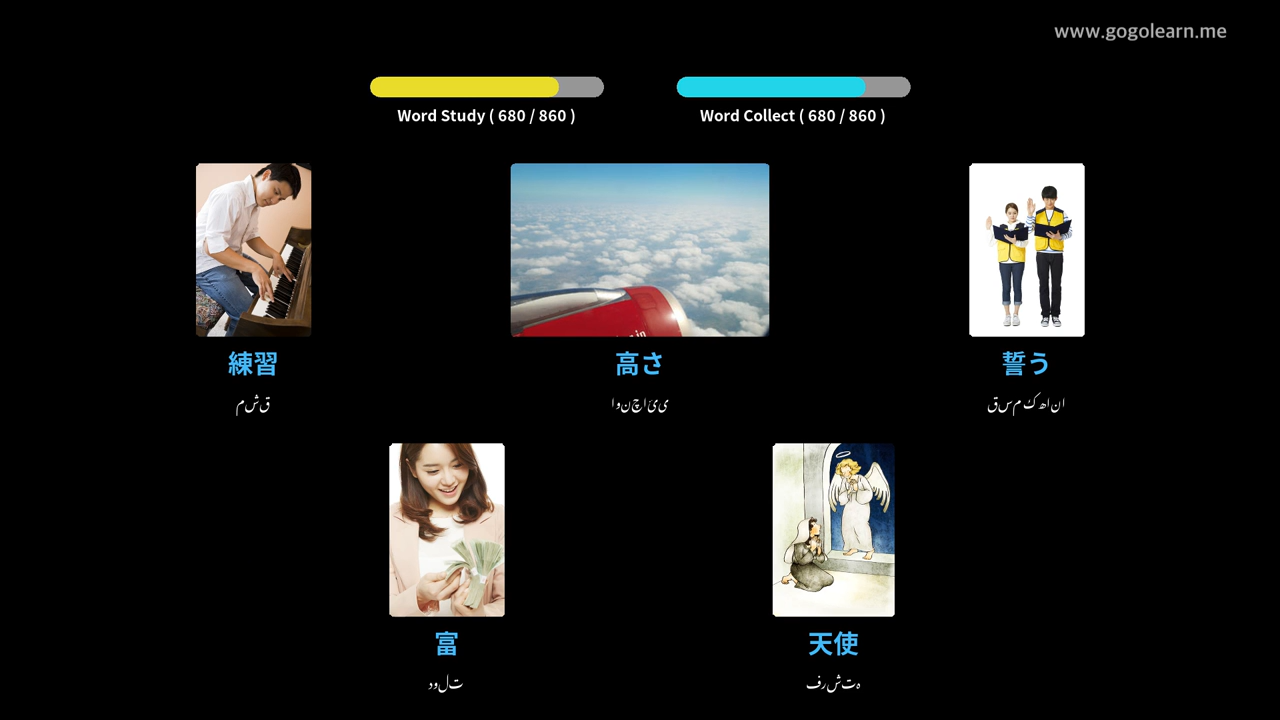 www.gogolearn.me
Word Study ( 680 / 860 )
Word Collect ( 680 / 860 )
練習
高さ
誓う
مشق
اونچائی
قسم کھانا
富
天使
دولت
فرشتہ